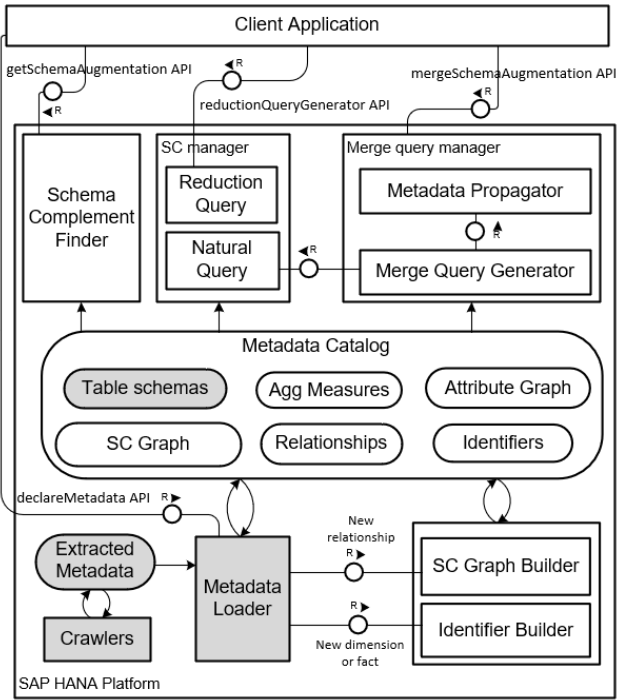 Client Application
getSchemaAugmentation API
R
R
reductionQueryGenerator API
mergeSchemaAugmentation API
R
Schema
Complement
Finder
SC manager
Reduction
Query
Natural
Query
R
Merge query manager
Metadata Propagator
R
Merge Query Generator
Metadata Catalog
Table schemas
Agg Measures
Attribute Graph
SC Graph
Relationships
Identifiers
declareMetadata API
R
Extracted
Metadata
Crawlers
Metadata
Loader
New
relationship
R
R
New dimension
or fact
SC Graph Builder
Identifier Builder
SAP HANA Platform